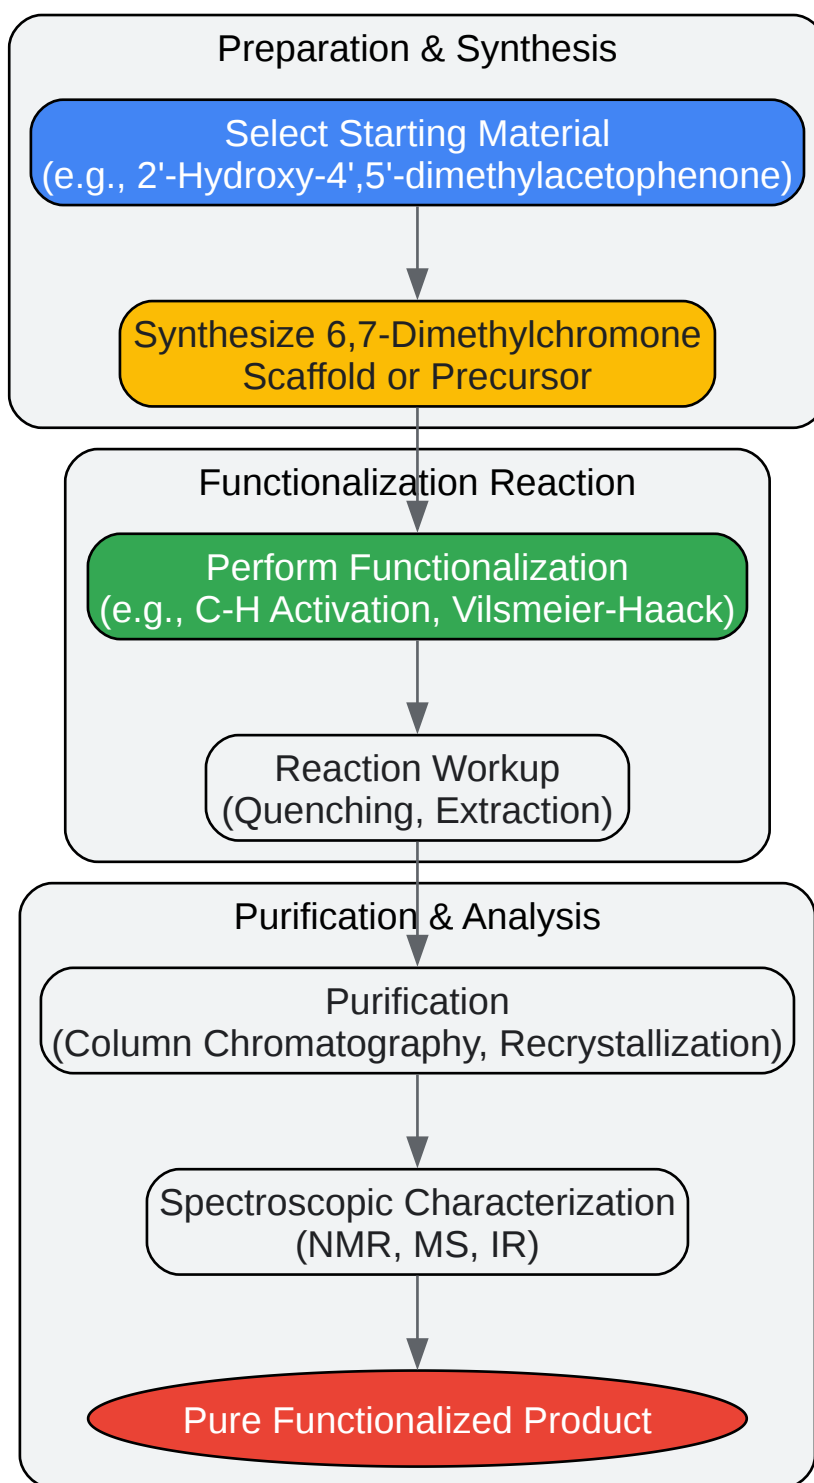 Preparation & Synthesis
Select Starting Material
(e.g., 2'-Hydroxy-4',5'-dimethylacetophenone)
Synthesize 6,7-Dimethylchromone
Scaffold or Precursor
Functionalization Reaction
Perform Functionalization
(e.g., C-H Activation, Vilsmeier-Haack)
Reaction Workup
(Quenching, Extraction)
Purification & Analysis
Purification
(Column Chromatography, Recrystallization)
Spectroscopic Characterization
(NMR, MS, IR)
Pure Functionalized Product